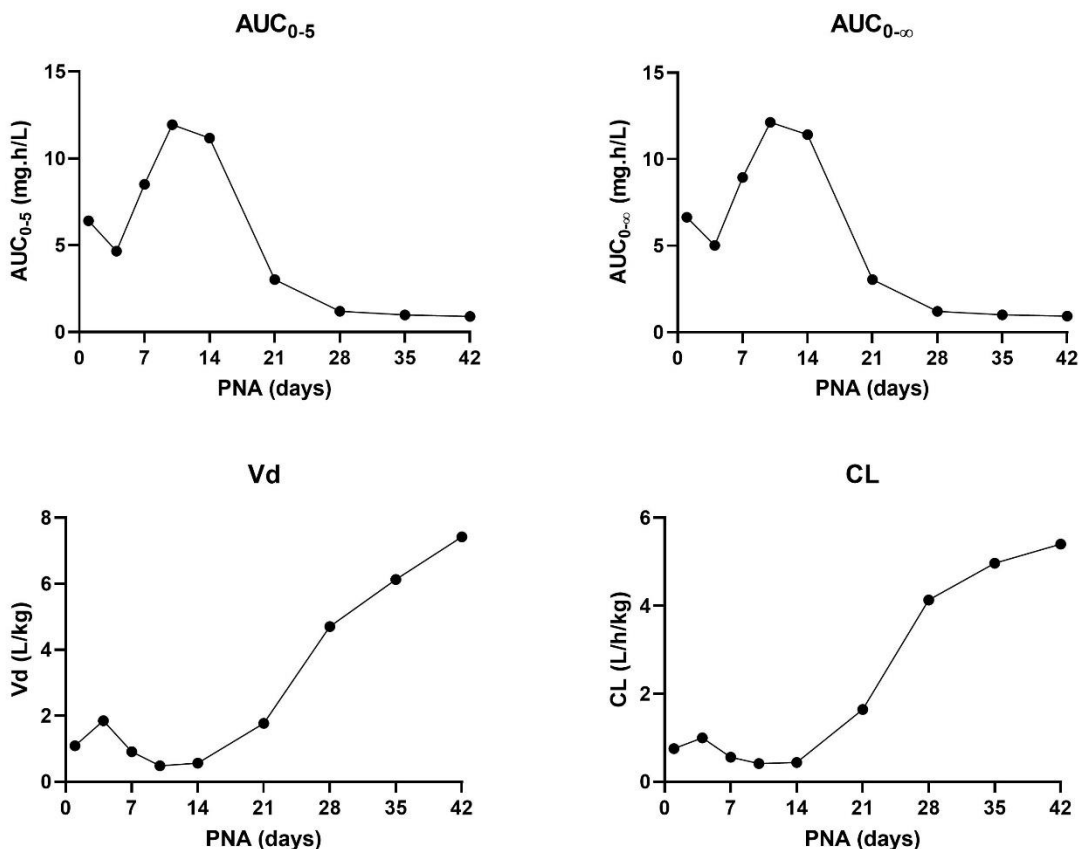 AUC₀₋₅
AUC₀₋∞
AUC₀₋₅ (mg.h/L)
15
10
5
0
0 7 14 21 28 35 42
PNA (days)
AUC₀₋∞ (mg.h/L)
15
10
5
0
0 7 14 21 28 35 42
PNA (days)
Vd
CL
Vd (L/kg)
8
6
4
2
0
0 7 14 21 28 35 42
PNA (days)
CL (L/h/kg)
6
4
2
0
0 7 14 21 28 35 42
PNA (days)